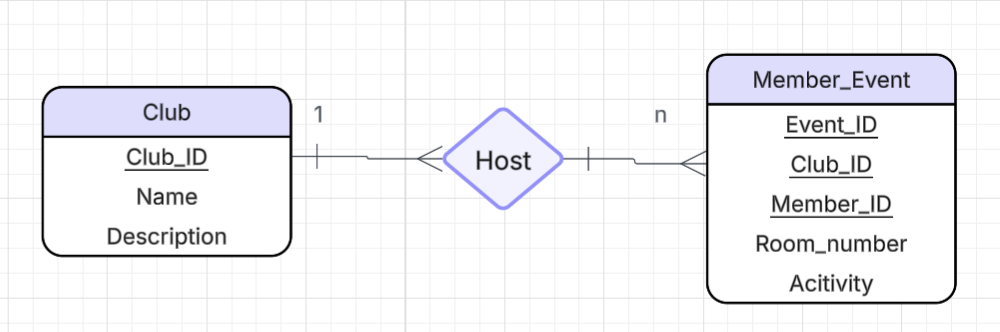 Club
Club_ID
Name
Description
1
Host
n
Member_Event
Event_ID
Club_ID
Member_ID
Room_number
Acitivity